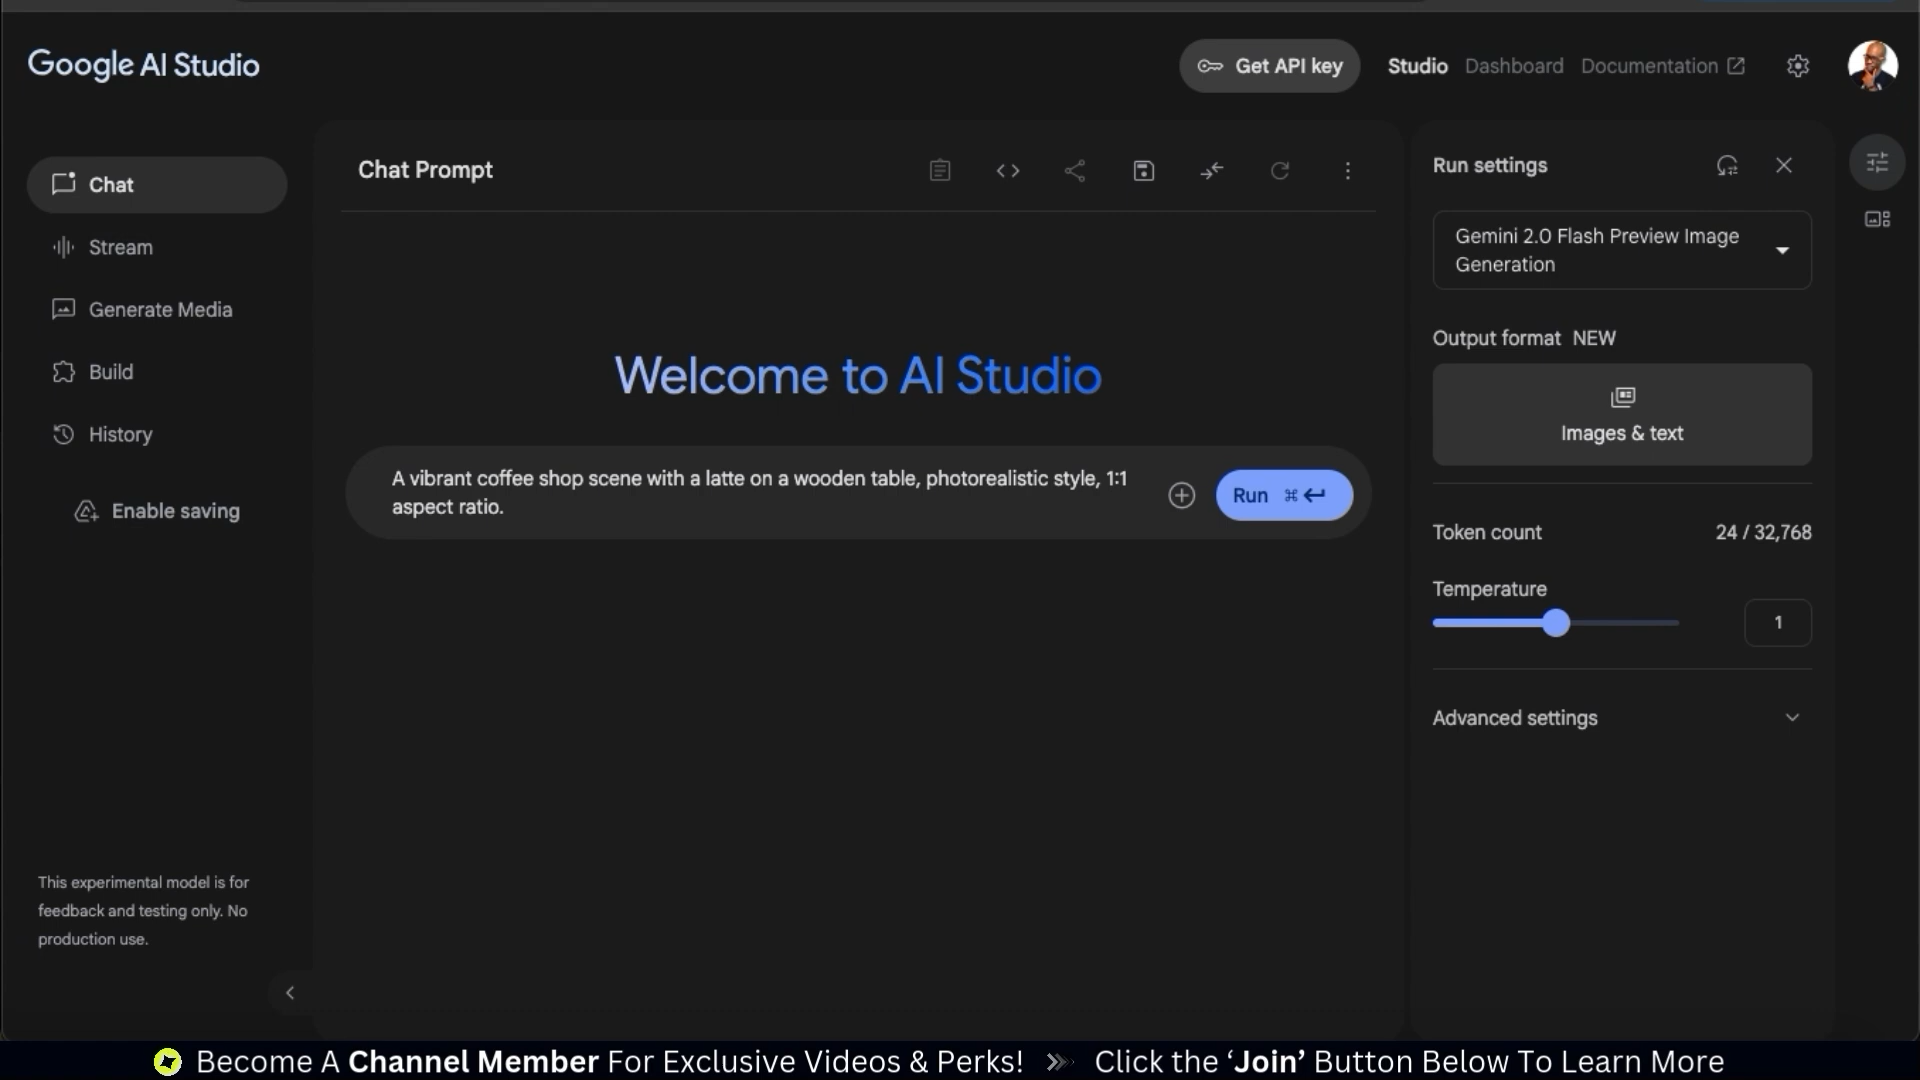 Google AI Studio
Get API key
Studio
Dashboard
Documentation
Chat
Stream
Generate Media
Build
History
Enable saving
This experimental model is for
feedback and testing only. No
production use.
Chat Prompt
Welcome to AI Studio
A vibrant coffee shop scene with a latte on a wooden table, photorealistic style, 1:1
aspect ratio.
Run ⌘
Run settings
Gemini 2.0 Flash Preview Image
Generation
Output format NEW
Images & text
Token count 24 / 32,768
Temperature
1
Advanced settings
Become A Channel Member For Exclusive Videos & Perks! Click the ‘Join’ Button Below To Learn More